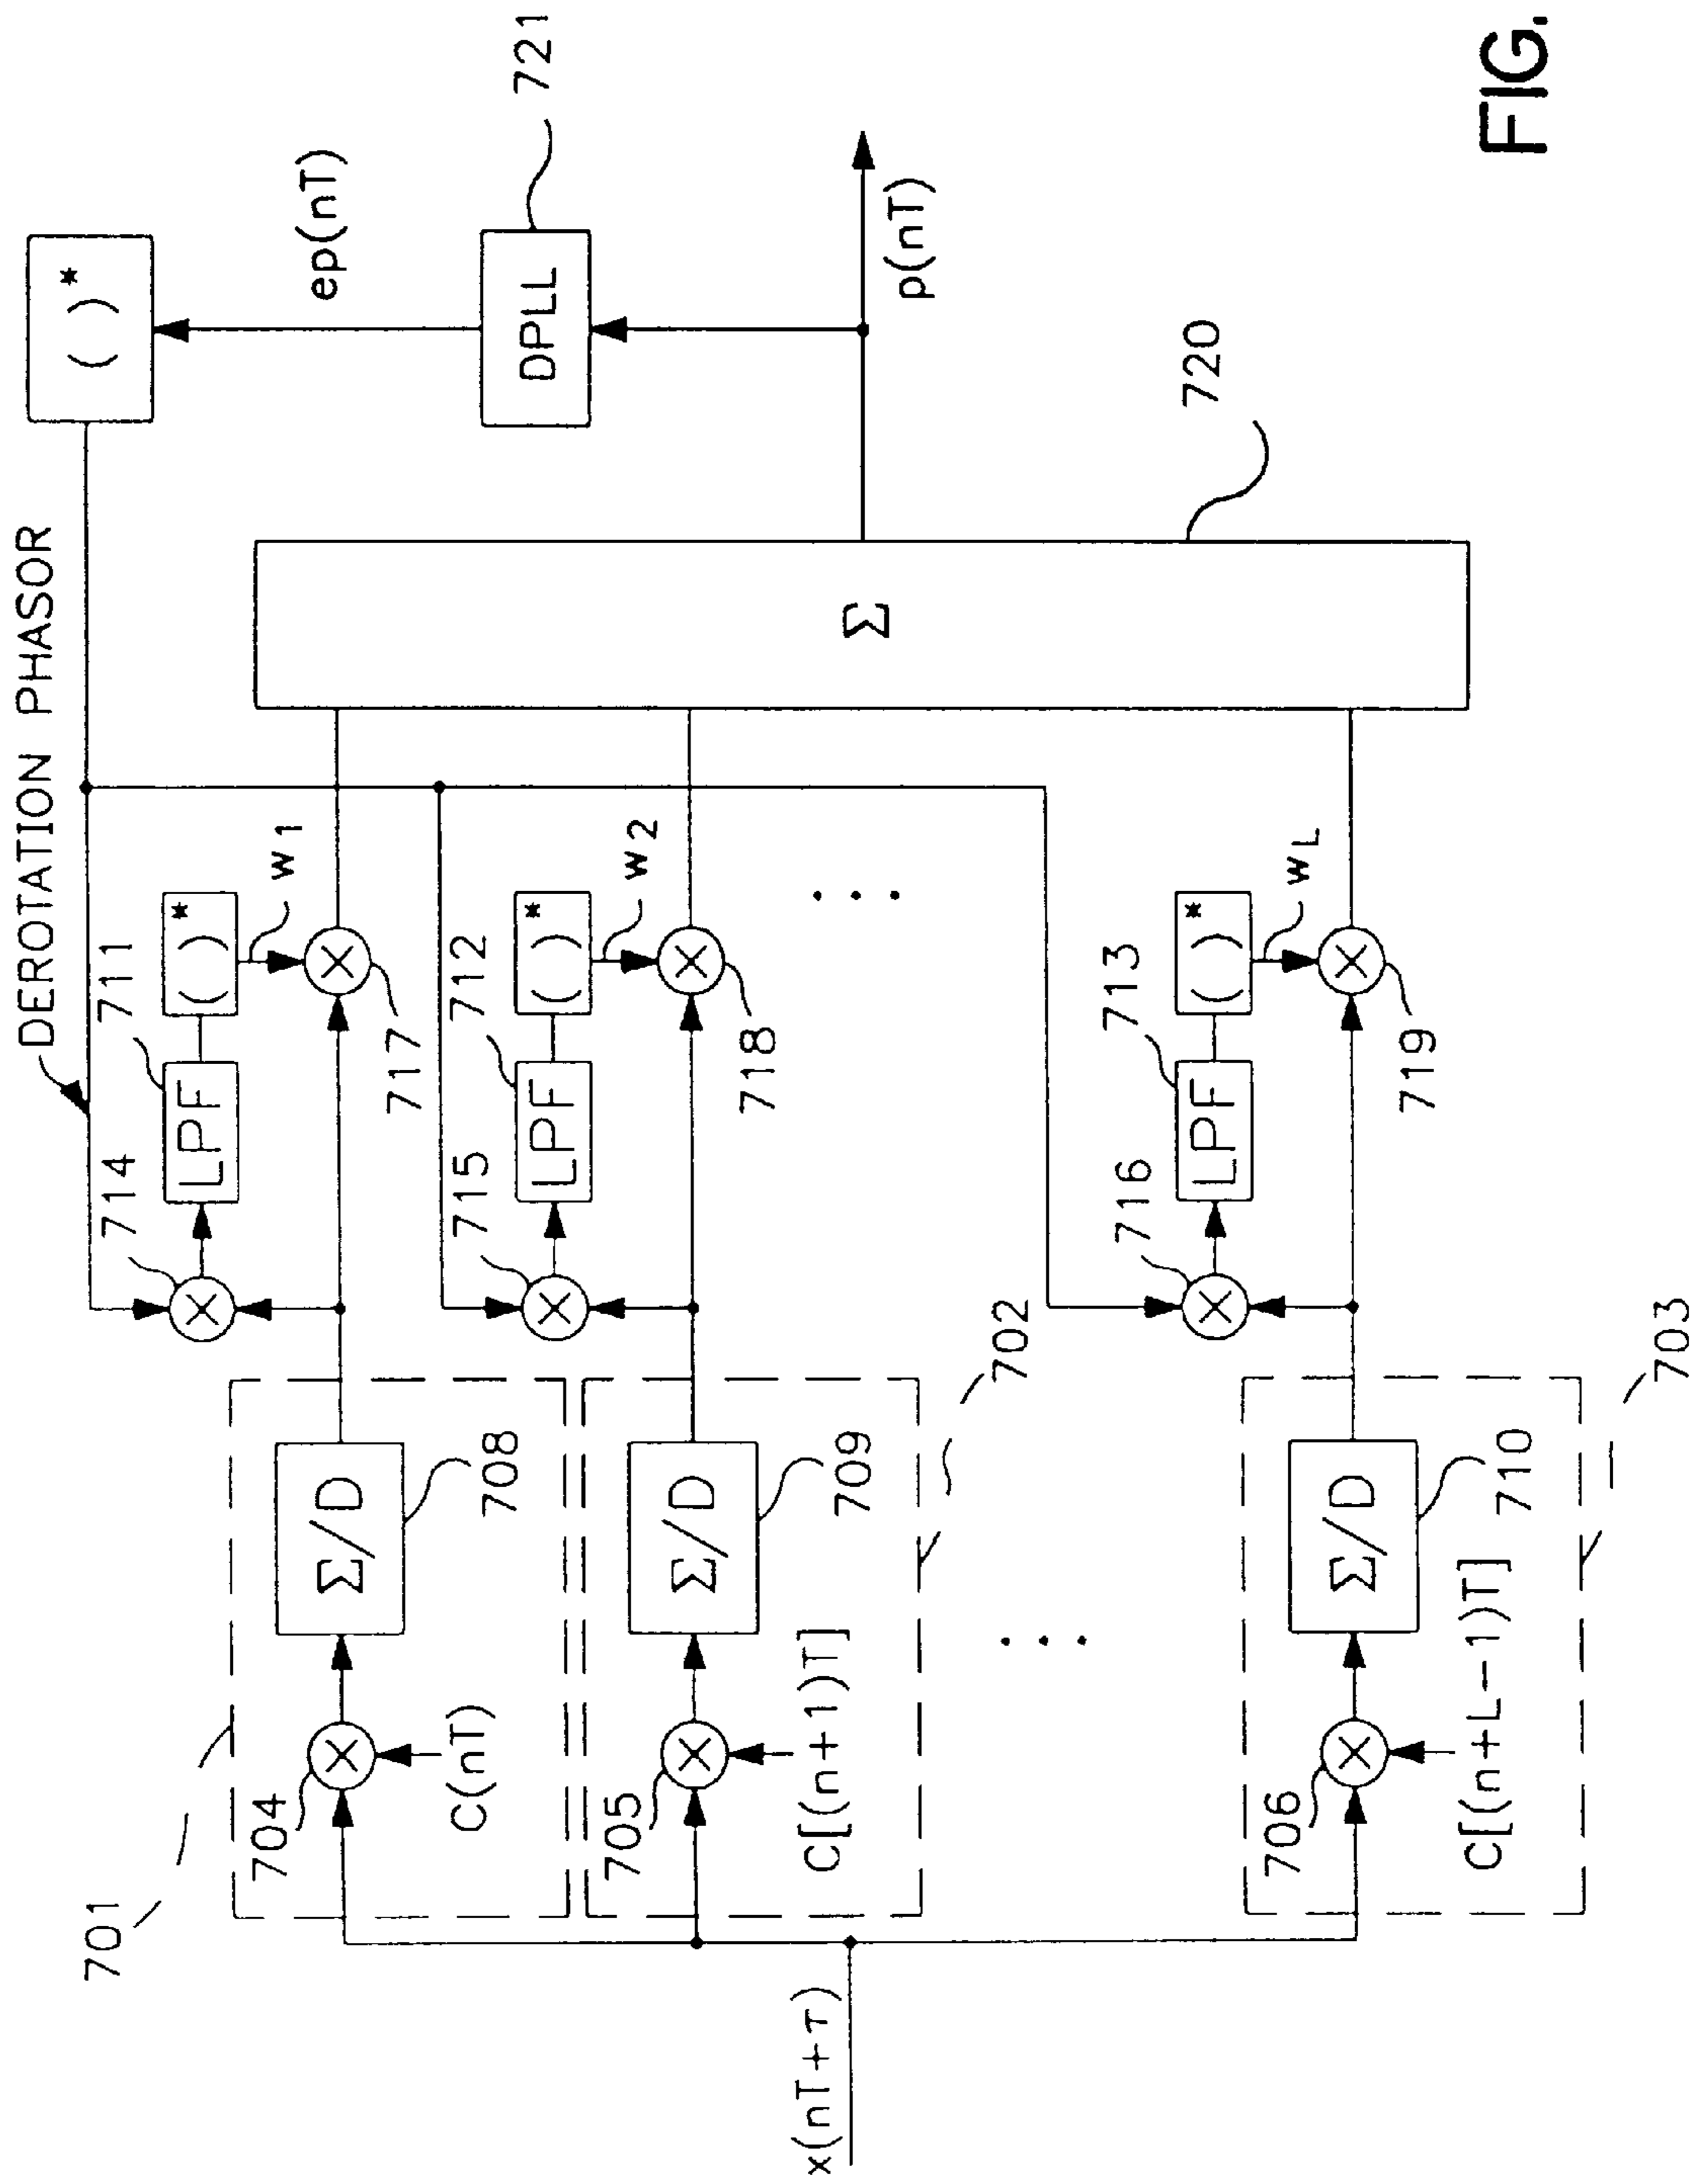 DEROTATION PHASOR
( )*
ep(nT)
721
DPLL
714
711
LPF
( )*
w1
701
704
C(nT)
Σ/D
708
717
715
712
LPF
( )*
w2
705
C[(n+1)T]
Σ/D
709
718
702
x(nT+τ)
Σ
p(nT)
. . .
. . .
716
713
LPF
( )*
wL
706
C[(n+L−1)T]
Σ/D
710
719
703
720
FIG.